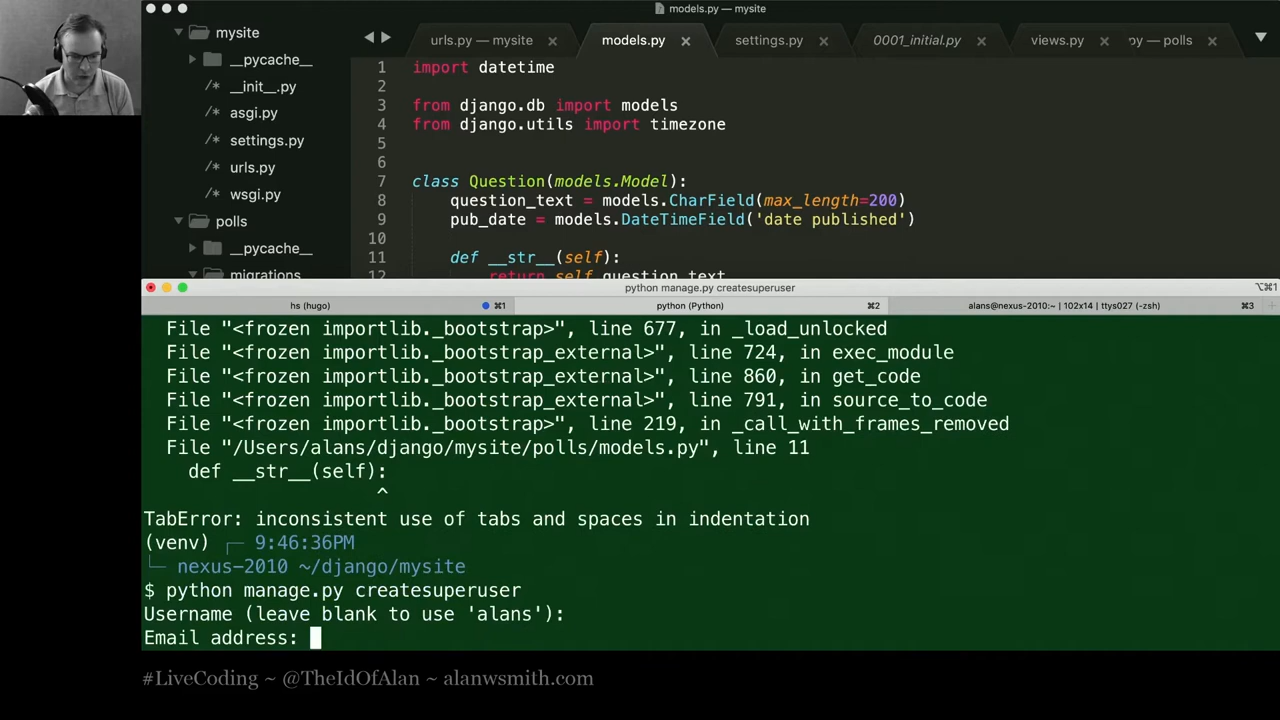 models.py — mysite
mysite
__pycache__
__init__.py
asgi.py
settings.py
urls.py
wsgi.py
polls
__pycache__
migrations
urls.py — mysite
models.py
settings.py
0001_initial.py
views.py
py — polls
1 import datetime
2
3 from django.db import models
4 from django.utils import timezone
5
6
7 class Question(models.Model):
8 question_text = models.CharField(max_length=200)
9 pub_date = models.DateTimeField('date published')
10
11 def __str__(self):
12 return self.question_text
python manage.py createsuperuser
⌥⌘1
hs (hugo) ⌘1
python (Python) ⌘2
alans@nexus-2010:~ | 102x14 | ttys027 (-zsh) ⌘3
File "<frozen importlib._bootstrap>", line 677, in _load_unlocked
File "<frozen importlib._bootstrap_external>", line 724, in exec_module
File "<frozen importlib._bootstrap_external>", line 860, in get_code
File "<frozen importlib._bootstrap_external>", line 791, in source_to_code
File "<frozen importlib._bootstrap>", line 219, in _call_with_frames_removed
File "/Users/alans/django/mysite/polls/models.py", line 11
def __str__(self):
^
TabError: inconsistent use of tabs and spaces in indentation
(venv) ┌─ 9:46:36PM
└─ nexus-2010 ~/django/mysite
$ python manage.py createsuperuser
Username (leave blank to use 'alans'):
Email address:
#LiveCoding ~ @TheIdOfAlan ~ alanwsmith.com